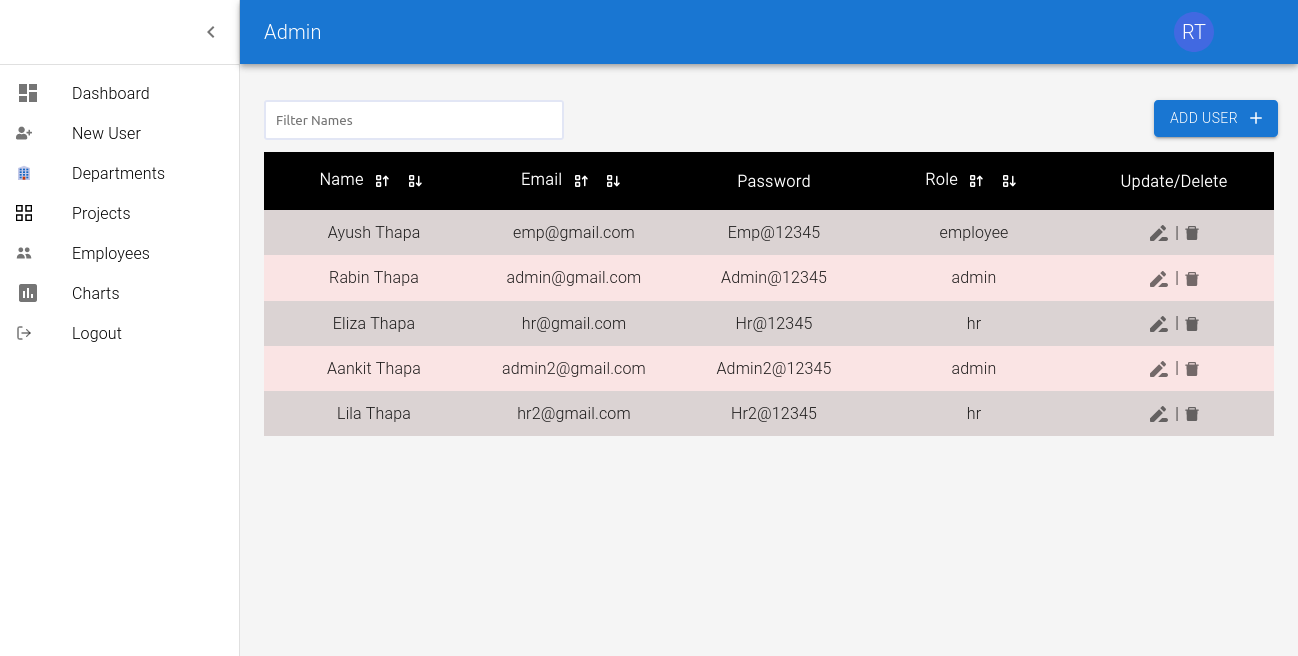 Admin
RT
Dashboard
New User
Departments
Projects
Employees
Charts
Logout
Filter Names
ADD USER
Name Email Password Role Update/Delete
Ayush Thapa emp@gmail.com Emp@12345 employee |
Rabin Thapa admin@gmail.com Admin@12345 admin |
Eliza Thapa hr@gmail.com Hr@12345 hr |
Aankit Thapa admin2@gmail.com Admin2@12345 admin |
Lila Thapa hr2@gmail.com Hr2@12345 hr |